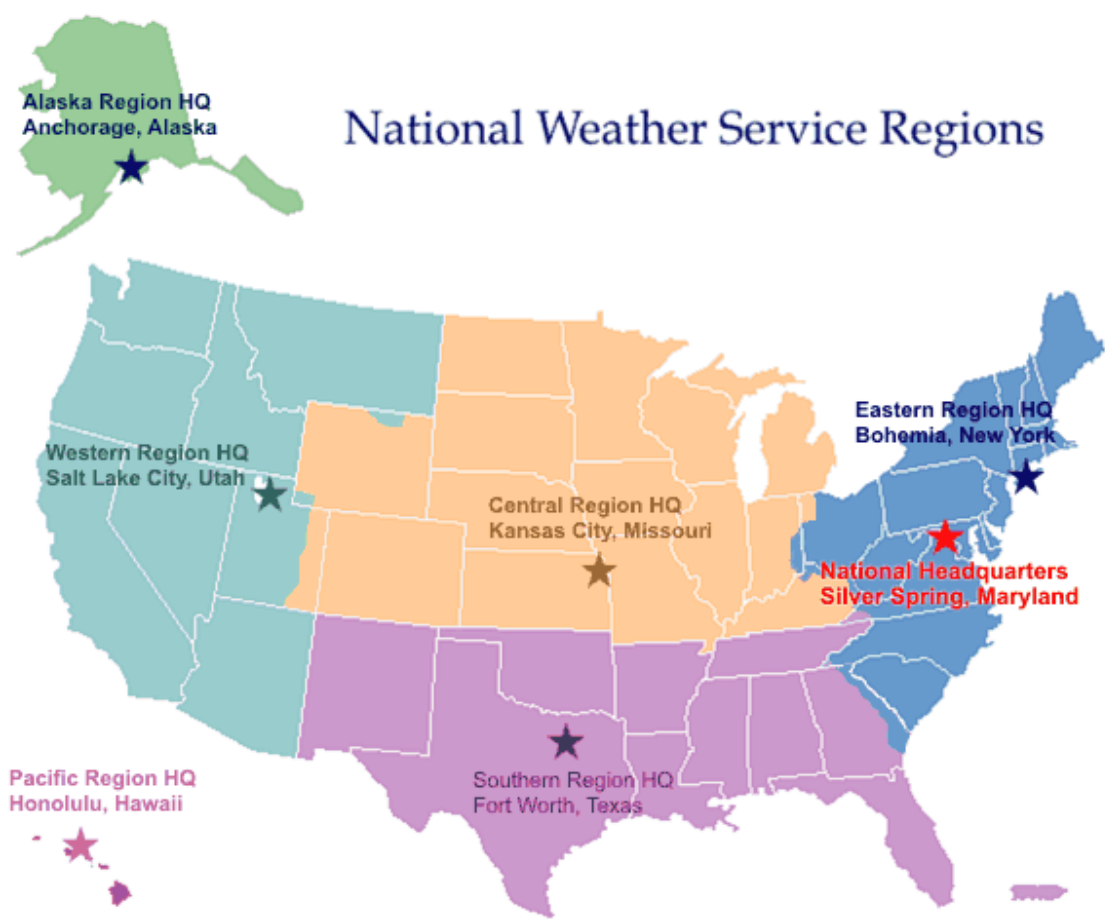 Alaska Region HQ
Anchorage, Alaska
National Weather Service Regions
Eastern Region HQ
Bohemia, New York
Western Region HQ
Salt Lake City, Utah
Central Region HQ
Kansas City, Missouri
National Headquarters
Silver Spring, Maryland
Pacific Region HQ
Honolulu, Hawaii
Southern Region HQ
Fort Worth, Texas